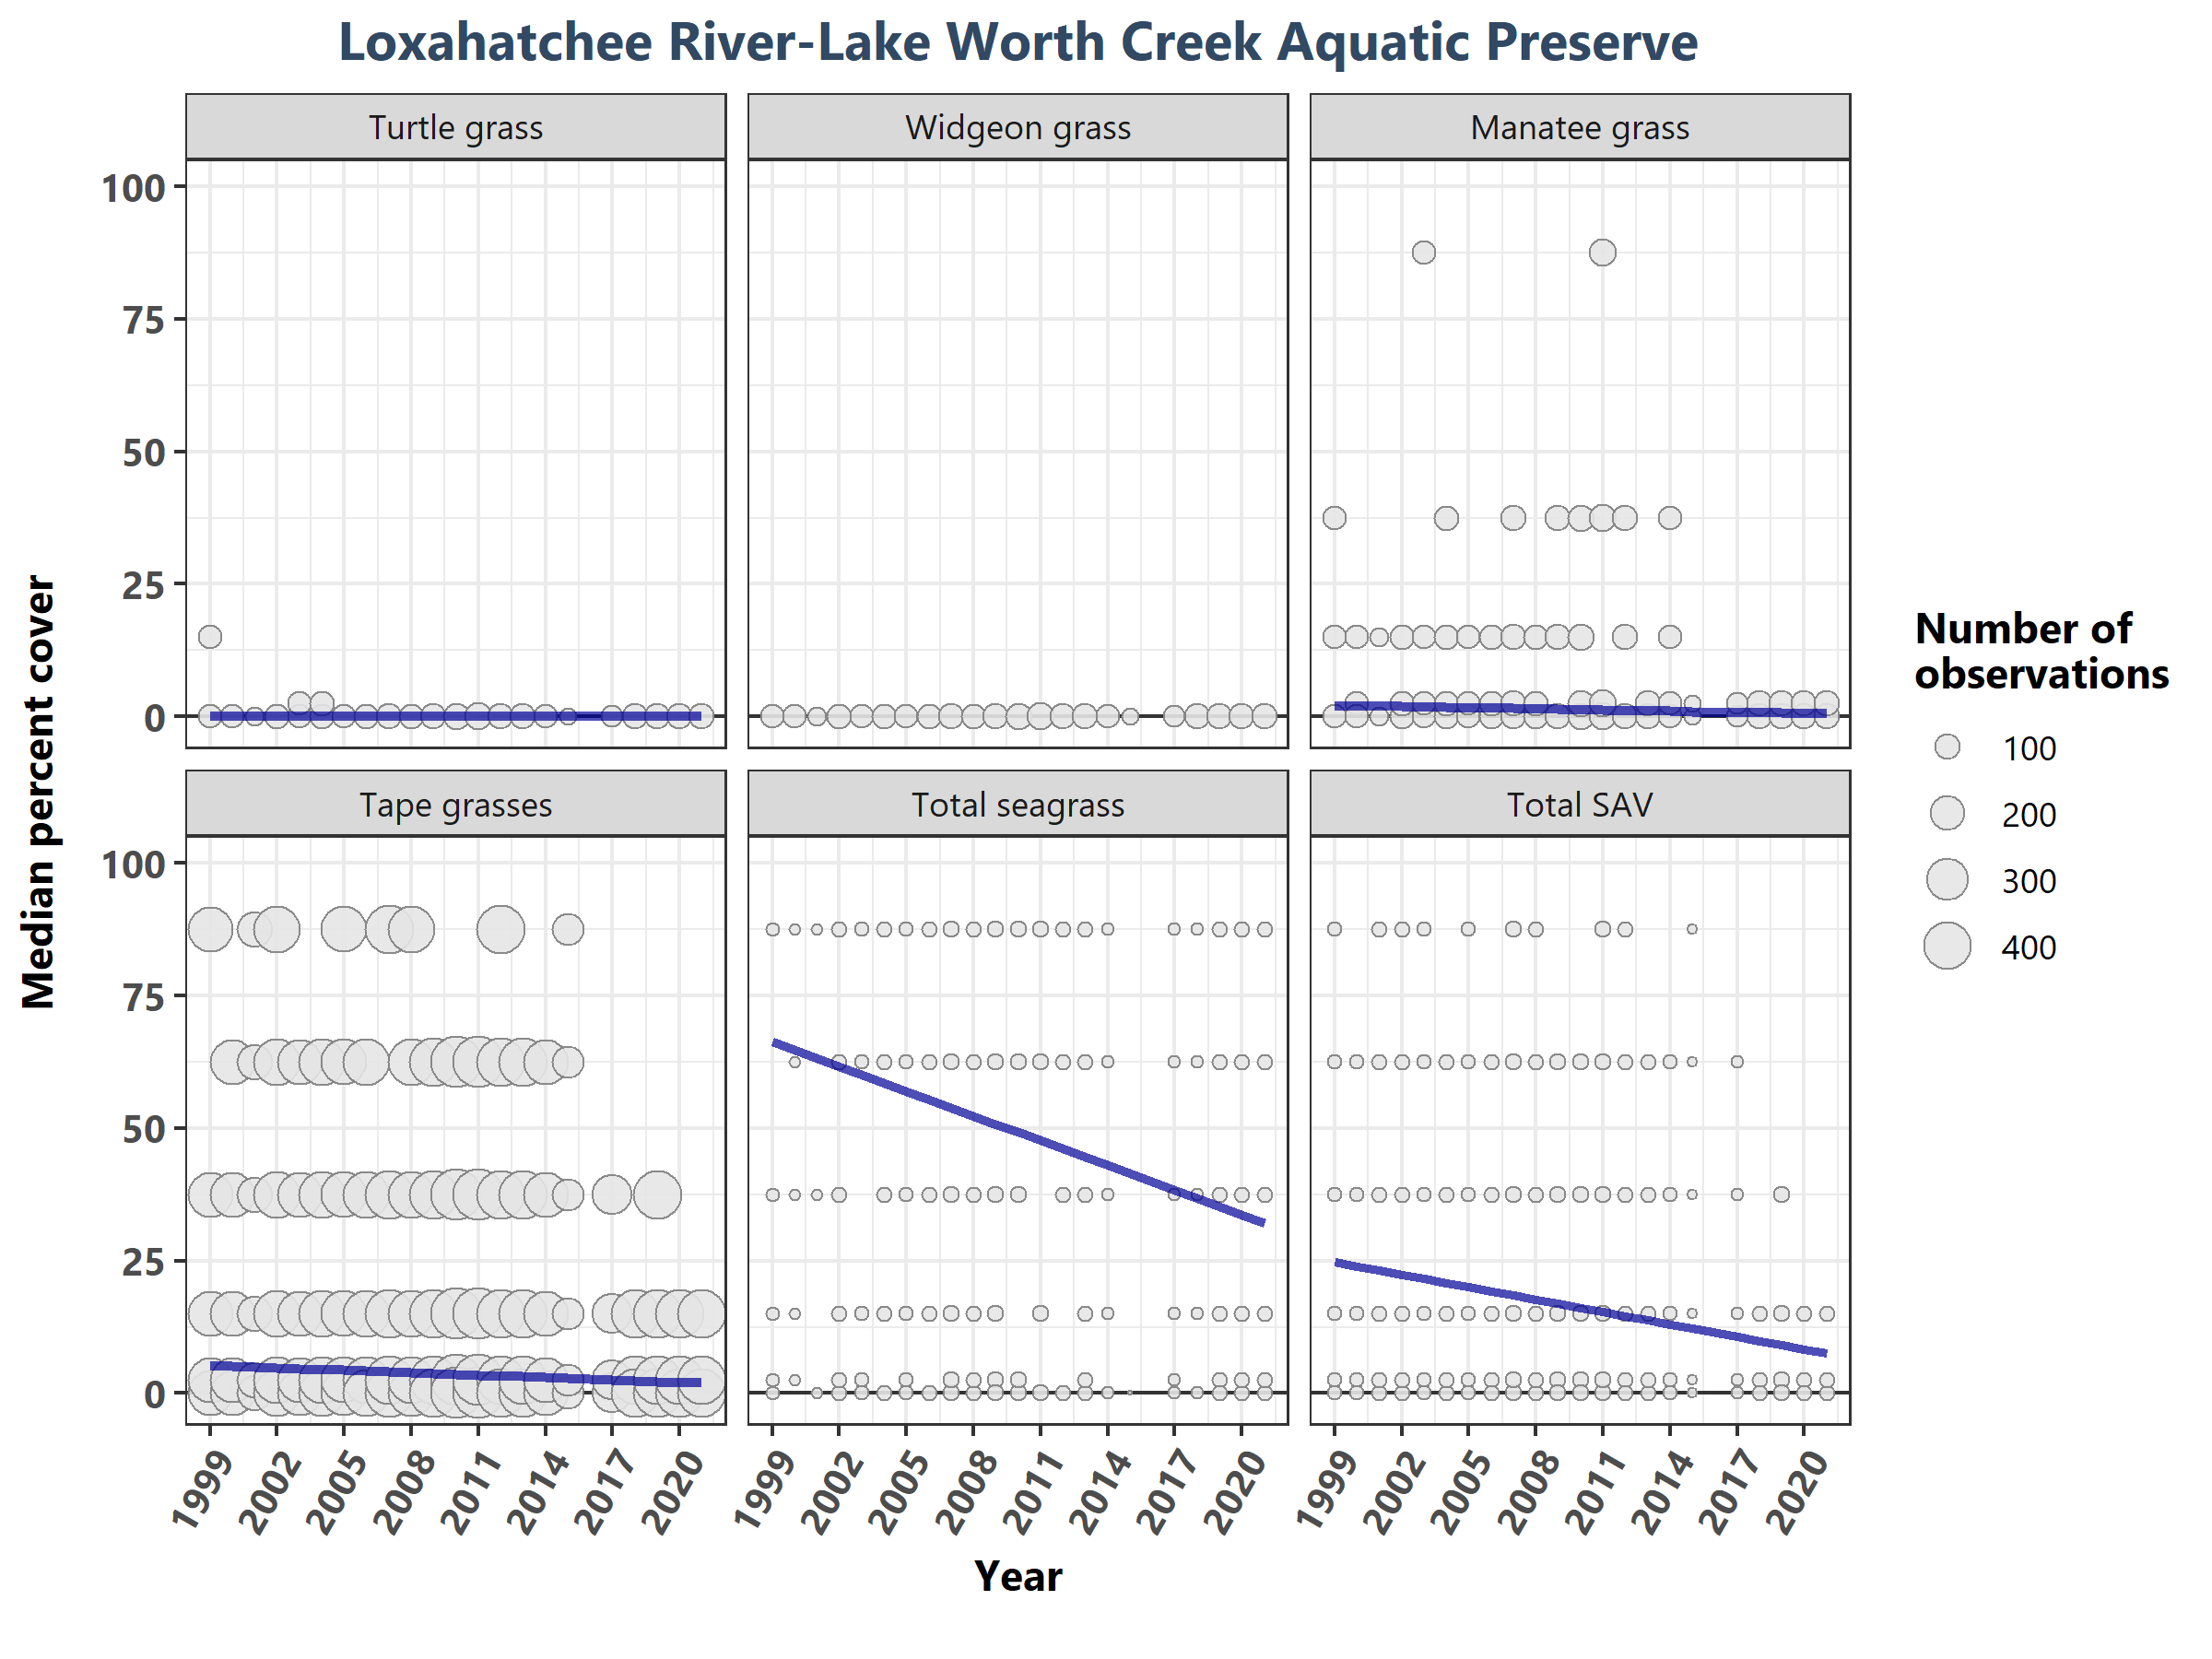 Loxahatchee River-Lake Worth Creek Aquatic Preserve
Turtle grass
Widgeon grass
Manatee grass
100
75
50
25
0
Tape grasses
Total seagrass
Total SAV
100
75
50
25
0
1999 2002 2005 2008 2011 2014 2017 2020
1999 2002 2005 2008 2011 2014 2017 2020
1999 2002 2005 2008 2011 2014 2017 2020
Year
Median percent cover
Number of
observations
100
200
300
400